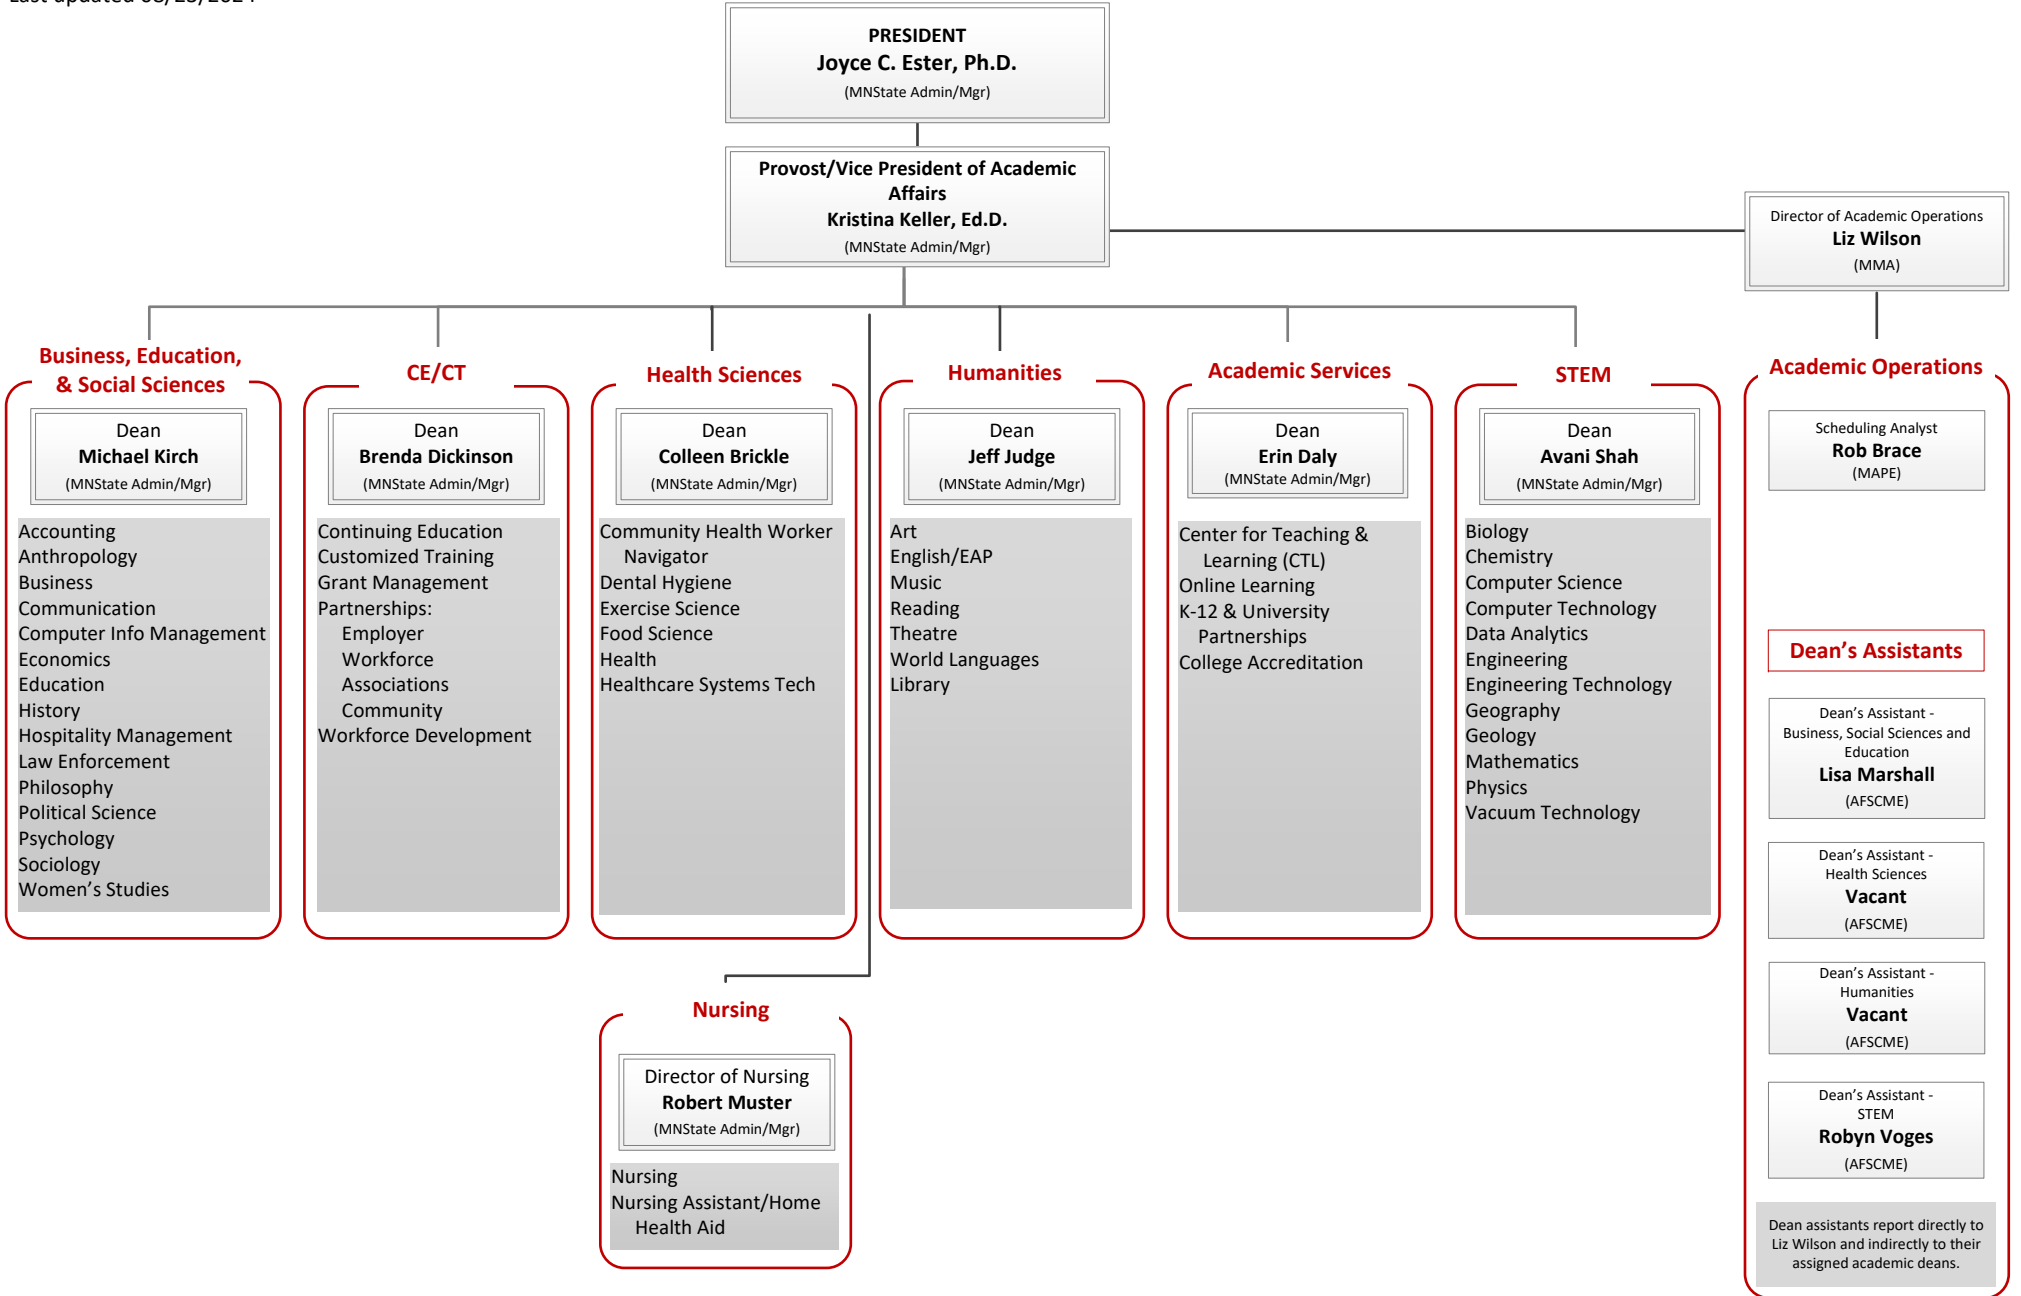 PRESIDENT
Joyce C. Ester, Ph.D.
(MNState Admin/Mgr)
Provost/Vice President of Academic
Affairs
Kristina Keller, Ed.D.
(MNState Admin/Mgr)
Director of Academic Operations
Liz Wilson
(MMA)
Business, Education,
& Social Sciences
Dean
Michael Kirch
(MNState Admin/Mgr)
Accounting
Anthropology
Business
Communication
Computer Info Management
Economics
Education
History
Hospitality Management
Law Enforcement
Philosophy
Political Science
Psychology
Sociology
Women’s Studies
CE/CT
Dean
Brenda Dickinson
(MNState Admin/Mgr)
Continuing Education
Customized Training
Grant Management
Partnerships:
Employer
Workforce
Associations
Community
Workforce Development
Health Sciences
Dean
Colleen Brickle
(MNState Admin/Mgr)
Community Health Worker
Navigator
Dental Hygiene
Exercise Science
Food Science
Health
Healthcare Systems Tech
Humanities
Dean
Jeff Judge
(MNState Admin/Mgr)
Art
English/EAP
Music
Reading
Theatre
World Languages
Library
Academic Services
Dean
Erin Daly
(MNState Admin/Mgr)
Center for Teaching &
Learning (CTL)
Online Learning
K-12 & University
Partnerships
College Accreditation
STEM
Dean
Avani Shah
(MNState Admin/Mgr)
Biology
Chemistry
Computer Science
Computer Technology
Data Analytics
Engineering
Engineering Technology
Geography
Geology
Mathematics
Physics
Vacuum Technology
Academic Operations
Scheduling Analyst
Rob Brace
(MAPE)
Dean’s Assistants
Dean’s Assistant -
Business, Social Sciences and
Education
Lisa Marshall
(AFSCME)
Dean’s Assistant -
Health Sciences
Vacant
(AFSCME)
Dean’s Assistant -
Humanities
Vacant
(AFSCME)
Dean’s Assistant -
STEM
Robyn Voges
(AFSCME)
Dean assistants report directly to
Liz Wilson and indirectly to their
assigned academic deans.
Nursing
Director of Nursing
Robert Muster
(MNState Admin/Mgr)
Nursing
Nursing Assistant/Home
Health Aid